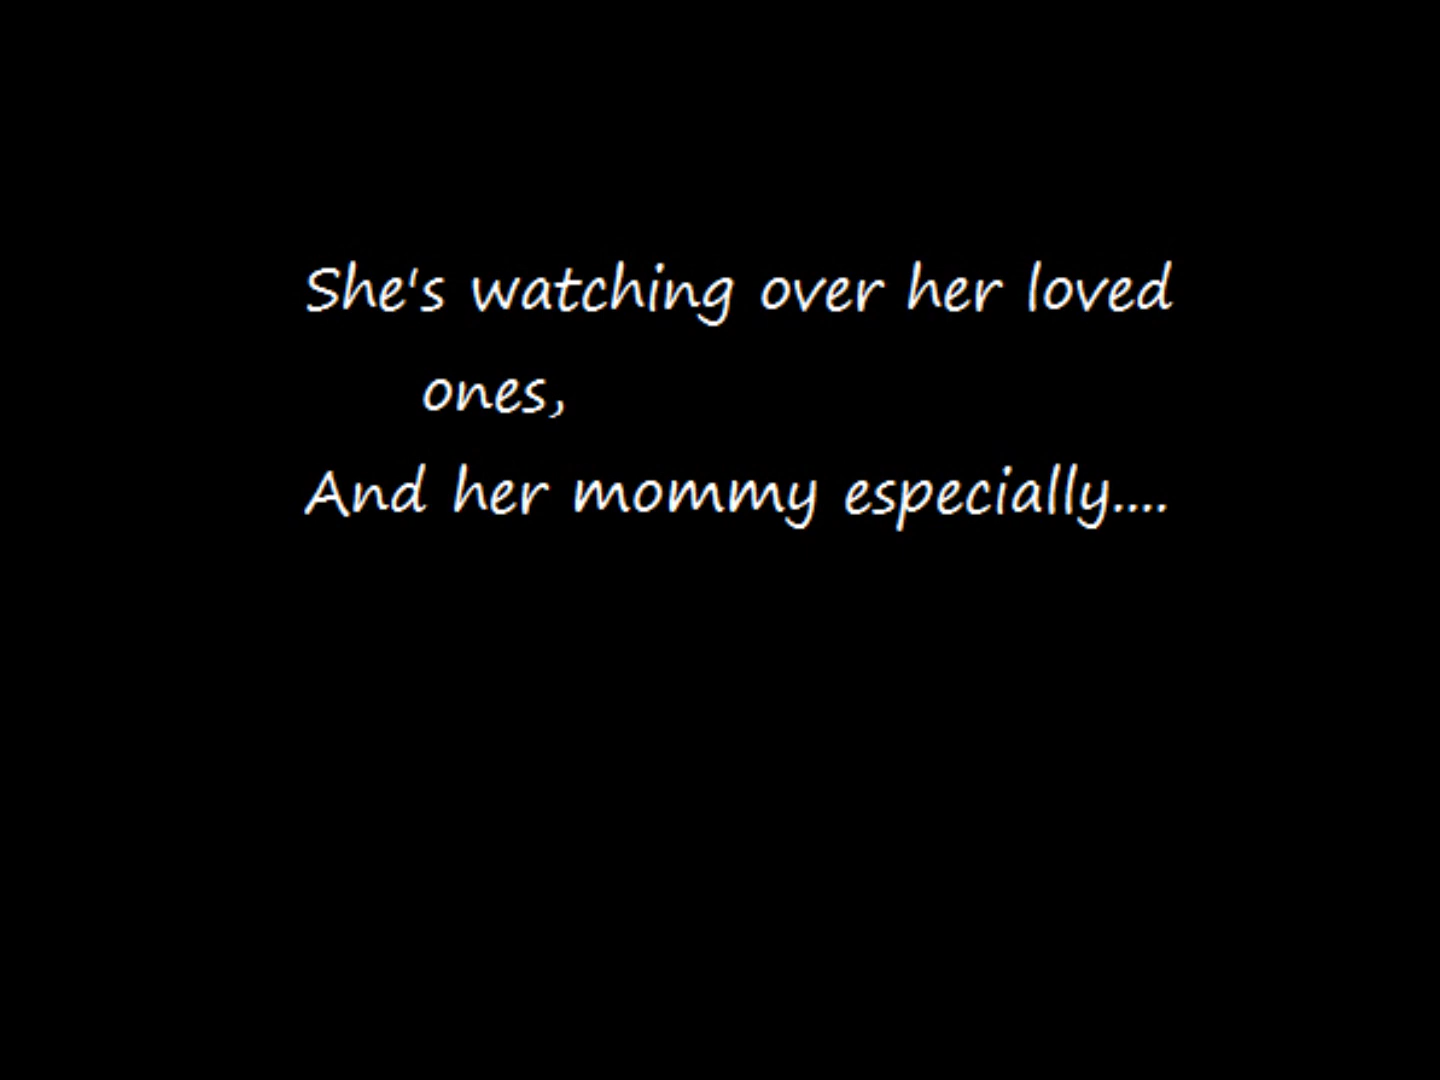 She's watching over her loved
ones,
And her mommy especially....